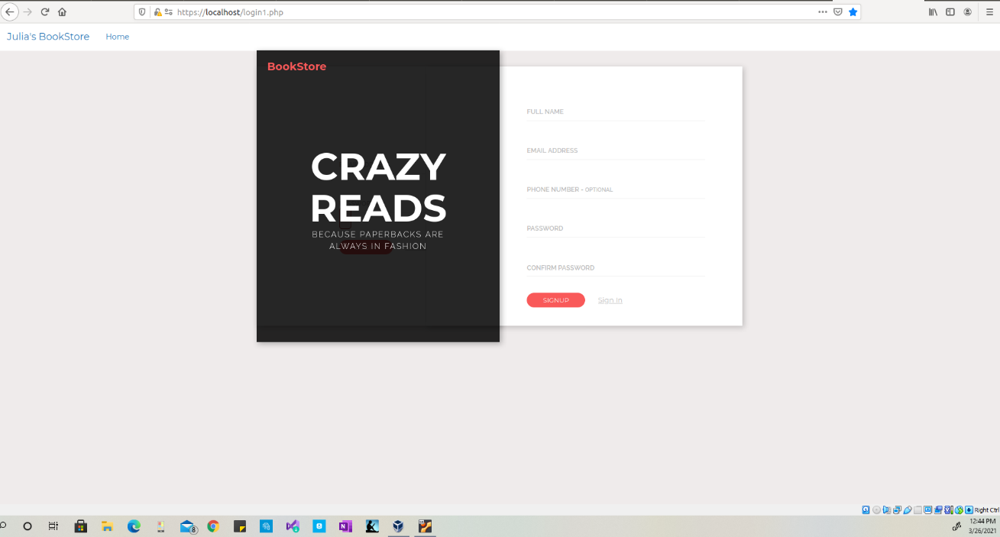 https://localhost/login1.php
Julia's BookStore
Home
BookStore
CRAZY
READS
BECAUSE PAPERBACKS ARE
ALWAYS IN FASHION
FULL NAME
EMAIL ADDRESS
PHONE NUMBER - OPTIONAL
PASSWORD
CONFIRM PASSWORD
SIGNUP
Sign In
Right Ctrl
8
N
12:44 PM
3/26/2021